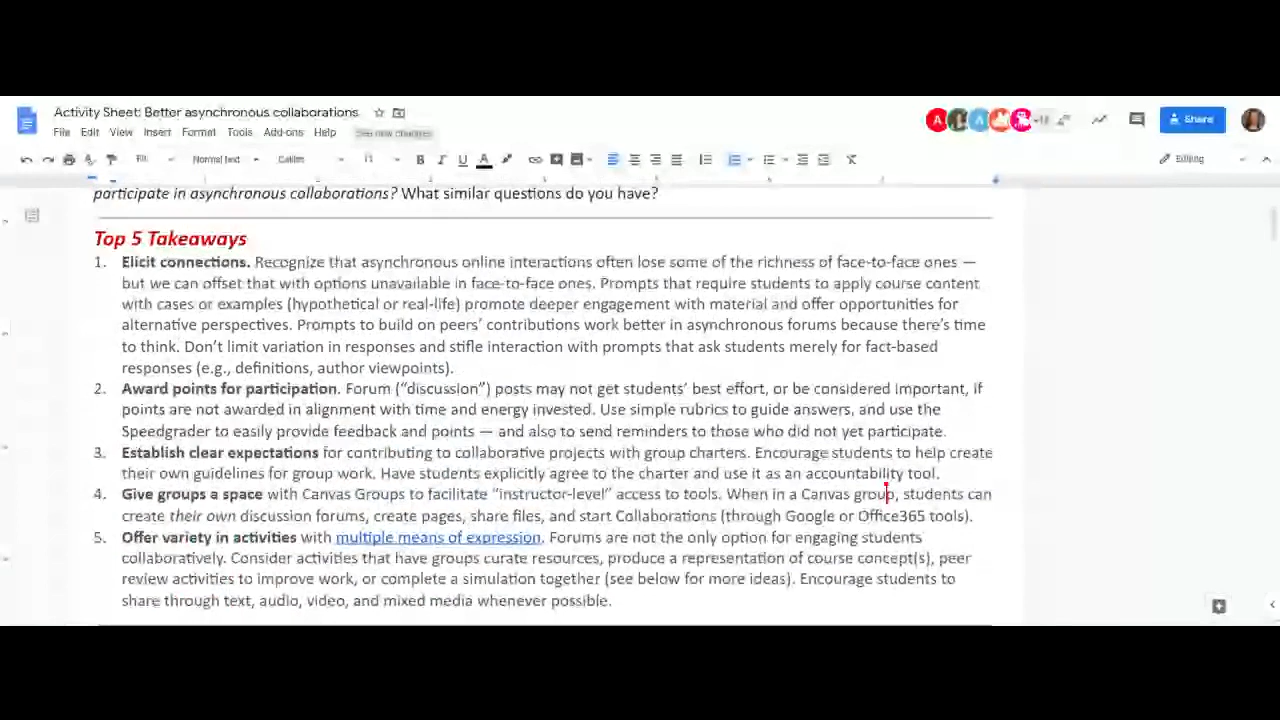 Activity Sheet: Better asynchronous collaborations
File Edit View Insert Format Tools Add-ons Help See new changes
A A Share
Normal text Calibri 11 B I U A Editing
participate in asynchronous collaborations? What similar questions do you have?
Top 5 Takeaways
1. Elicit connections. Recognize that asynchronous online interactions often lose some of the richness of face-to-face ones —
but we can offset that with options unavailable in face-to-face ones. Prompts that require students to apply course content
with cases or examples (hypothetical or real-life) promote deeper engagement with material and offer opportunities for
alternative perspectives. Prompts to build on peers’ contributions work better in asynchronous forums because there’s time
to think. Don’t limit variation in responses and stifle interaction with prompts that ask students merely for fact-based
responses (e.g., definitions, author viewpoints).
2. Award points for participation. Forum (“discussion”) posts may not get students’ best effort, or be considered important, if
points are not awarded in alignment with time and energy invested. Use simple rubrics to guide answers, and use the
Speedgrader to easily provide feedback and points — and also to send reminders to those who did not yet participate.
3. Establish clear expectations for contributing to collaborative projects with group charters. Encourage students to help create
their own guidelines for group work. Have students explicitly agree to the charter and use it as an accountability tool.
4. Give groups a space with Canvas Groups to facilitate “instructor-level” access to tools. When in a Canvas group, students can
create their own discussion forums, create pages, share files, and start Collaborations (through Google or Office365 tools).
5. Offer variety in activities with multiple means of expression. Forums are not the only option for engaging students
collaboratively. Consider activities that have groups curate resources, produce a representation of course concept(s), peer
review activities to improve work, or complete a simulation together (see below for more ideas). Encourage students to
share through text, audio, video, and mixed media whenever possible.